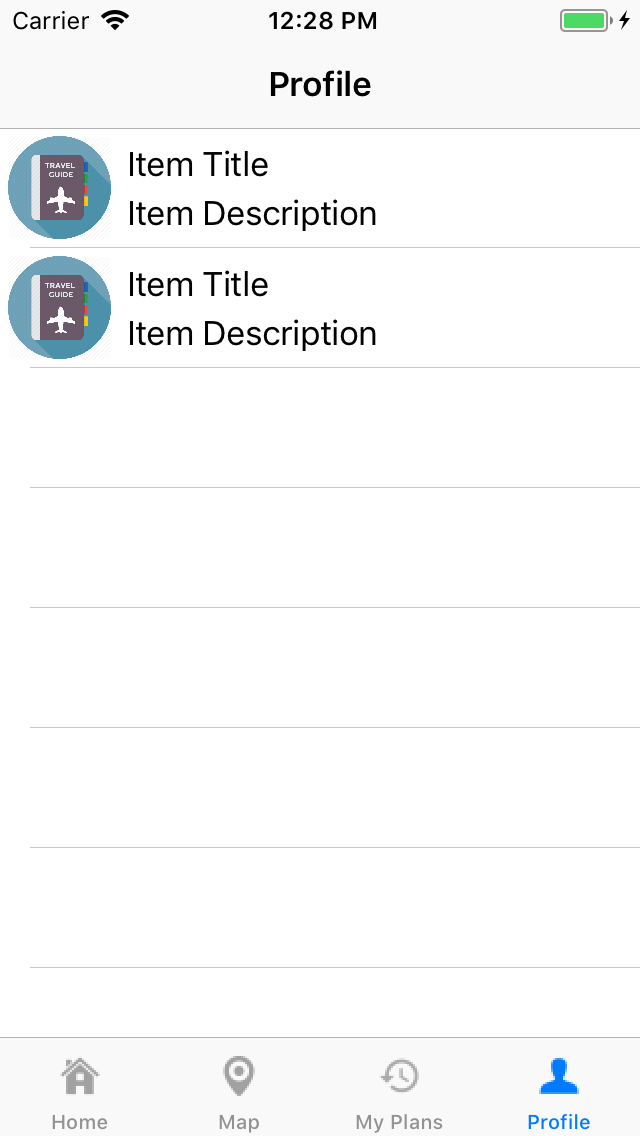 Carrier 12:28 PM
Profile
TRAVEL
GUIDE
Item Title
Item Description
TRAVEL
GUIDE
Item Title
Item Description
Home Map My Plans Profile